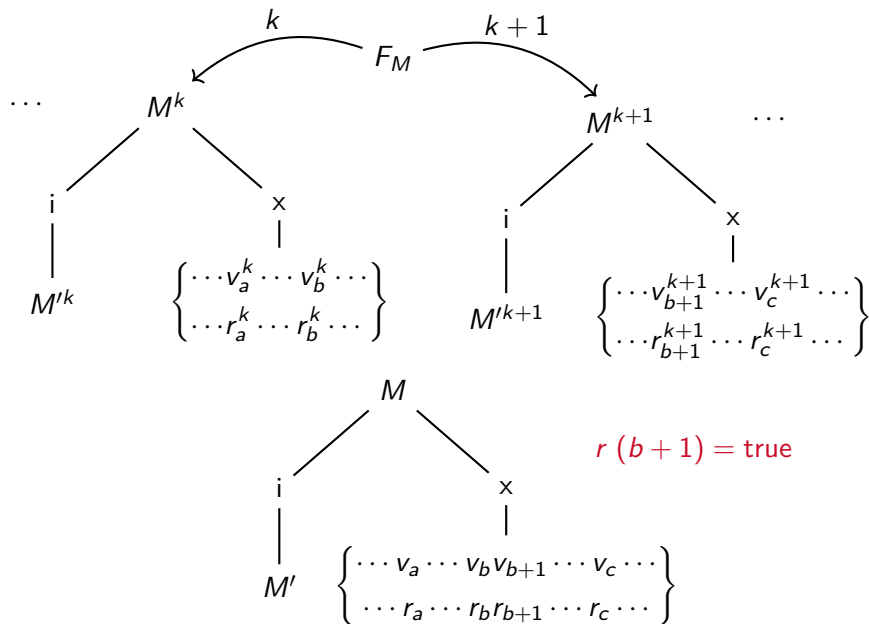 k
F_M
k + 1
⋯
M^k
M^{k+1}
⋯
i
x
i
x
M′^k
{⋯ v_a^k ⋯ v_b^k ⋯
⋯ r_a^k ⋯ r_b^k ⋯}
M′^{k+1}
{⋯ v_{b+1}^{k+1} ⋯ v_c^{k+1} ⋯
⋯ r_{b+1}^{k+1} ⋯ r_c^{k+1} ⋯}
M
r (b + 1) = true
i
x
M′
{⋯ v_a ⋯ v_b v_{b+1} ⋯ v_c ⋯
⋯ r_a ⋯ r_b r_{b+1} ⋯ r_c ⋯}